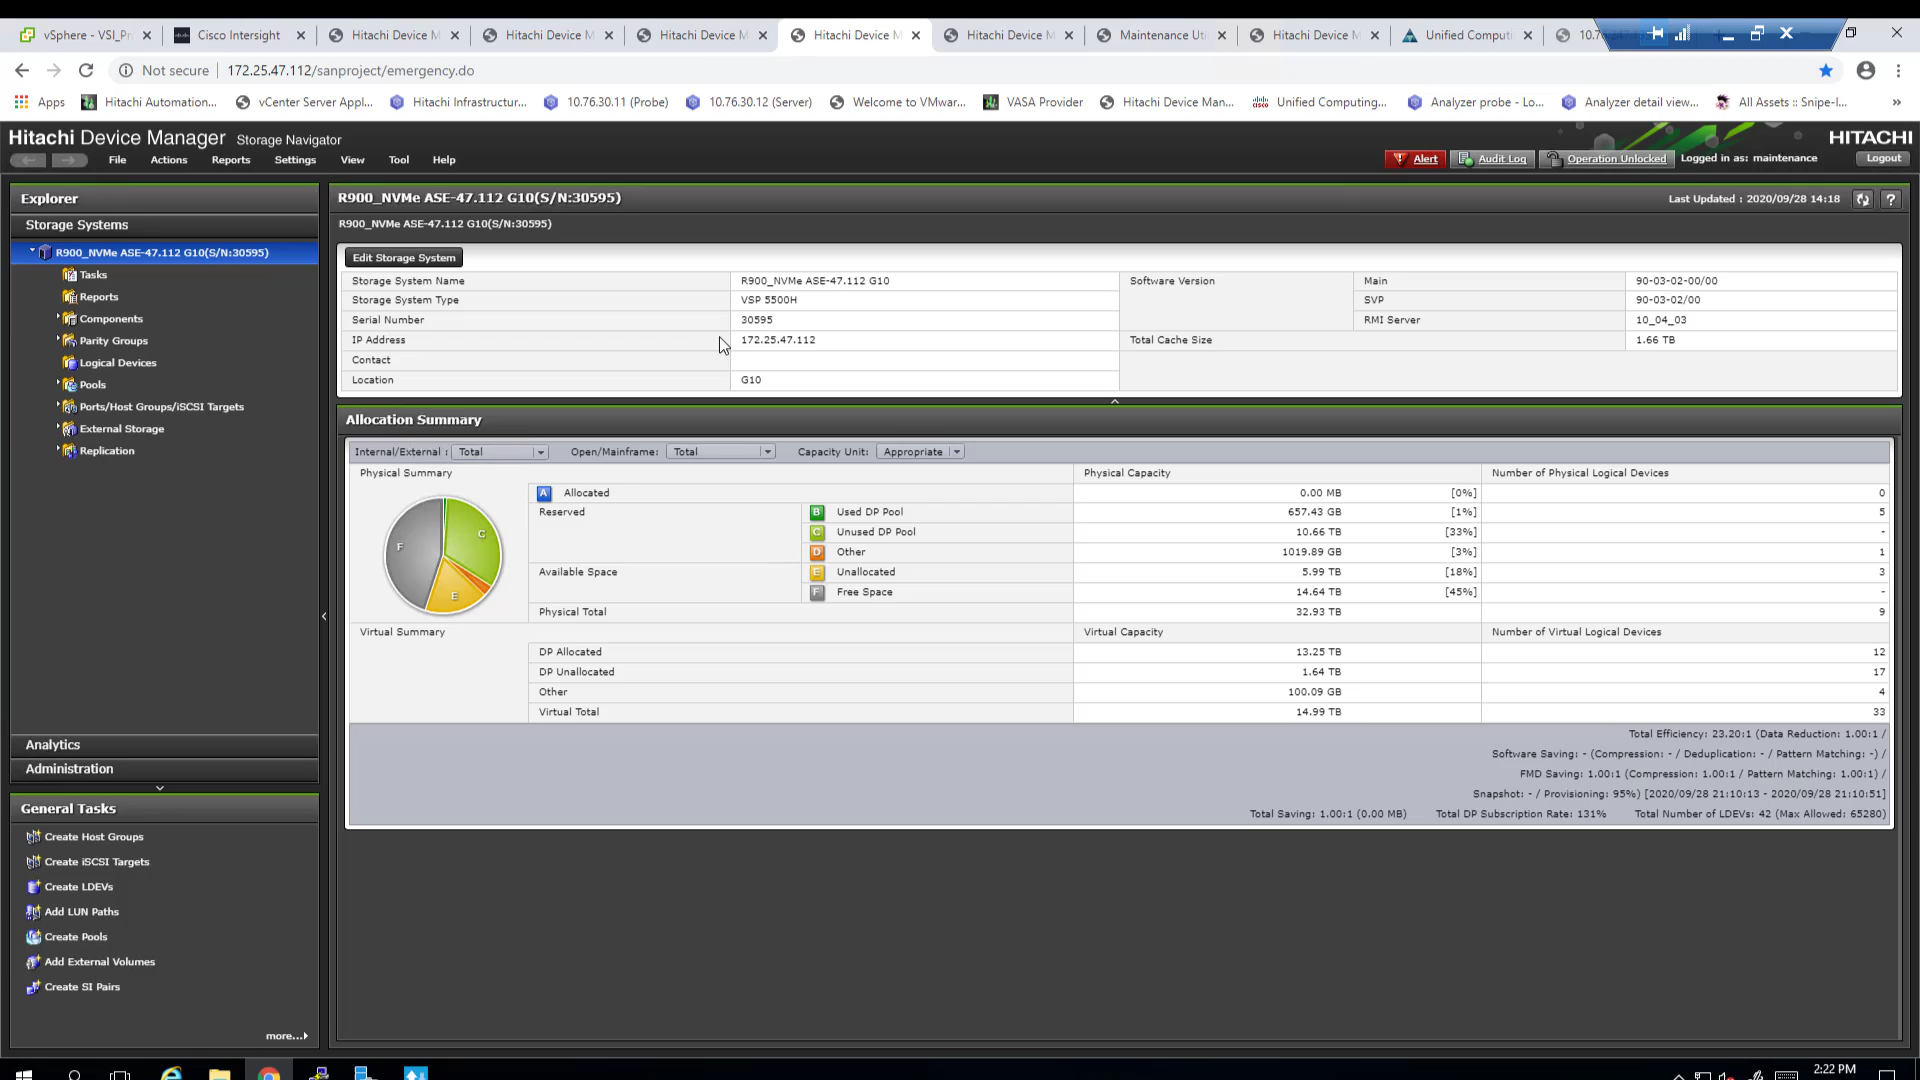 vSphere - VSI_Pr
Cisco Intersight
Hitachi Device M
Hitachi Device M
Hitachi Device M
Hitachi Device M
Hitachi Device M
Maintenance Uti
Hitachi Device M
Unified Computi
Not secure
172.25.47.112/sanproject/emergency.do
Apps
Hitachi Automation...
vCenter Server Appl...
Hitachi Infrastructur...
10.76.30.11 (Probe)
10.76.30.12 (Server)
Welcome to VMwar...
VASA Provider
Hitachi Device Man...
Unified Computing...
Analyzer probe - Lo...
Analyzer detail view...
All Assets :: Snipe-I...
Hitachi Device Manager Storage Navigator
HITACHI
File Actions Reports Settings View Tool Help
Alert
Audit Log
Operation Unlocked
Logged in as: maintenance
Logout
Explorer
Storage Systems
R900_NVMe ASE-47.112 G10(S/N:30595)
Tasks
Reports
Components
Parity Groups
Logical Devices
Pools
Ports/Host Groups/iSCSI Targets
External Storage
Replication
Analytics
Administration
General Tasks
Create Host Groups
Create iSCSI Targets
Create LDEVs
Add LUN Paths
Create Pools
Add External Volumes
Create SI Pairs
more...
R900_NVMe ASE-47.112 G10(S/N:30595)
Last Updated : 2020/09/28 14:18
?
R900_NVMe ASE-47.112 G10(S/N:30595)
Edit Storage System
Storage System Name R900_NVMe ASE-47.112 G10 Software Version Main 90-03-02-00/00
Storage System Type VSP 5500H SVP 90-03-02/00
Serial Number 30595 RMI Server 10_04_03
IP Address 172.25.47.112 Total Cache Size 1.66 TB
Contact
Location G10
Allocation Summary
Internal/External : Total Open/Mainframe: Total Capacity Unit: Appropriate
Physical Summary Physical Capacity Number of Physical Logical Devices
C
F
E
A Allocated 0.00 MB [0%] 0
Reserved B Used DP Pool 657.43 GB [1%] 5
C Unused DP Pool 10.66 TB [33%] -
D Other 1019.89 GB [3%] 1
Available Space E Unallocated 5.99 TB [18%] 3
F Free Space 14.64 TB [45%] -
Physical Total 32.93 TB 9
Virtual Summary Virtual Capacity Number of Virtual Logical Devices
DP Allocated 13.25 TB 12
DP Unallocated 1.64 TB 17
Other 100.09 GB 4
Virtual Total 14.99 TB 33
Total Efficiency: 23.20:1 (Data Reduction: 1.00:1 /
Software Saving: - (Compression: - / Deduplication: - / Pattern Matching: -) /
FMD Saving: 1.00:1 (Compression: 1.00:1 / Pattern Matching: 1.00:1) /
Snapshot: - / Provisioning: 95%) [2020/09/28 21:10:13 - 2020/09/28 21:10:51]
Total Saving: 1.00:1 (0.00 MB) Total DP Subscription Rate: 131% Total Number of LDEVs: 42 (Max Allowed: 65280)
2:22 PM